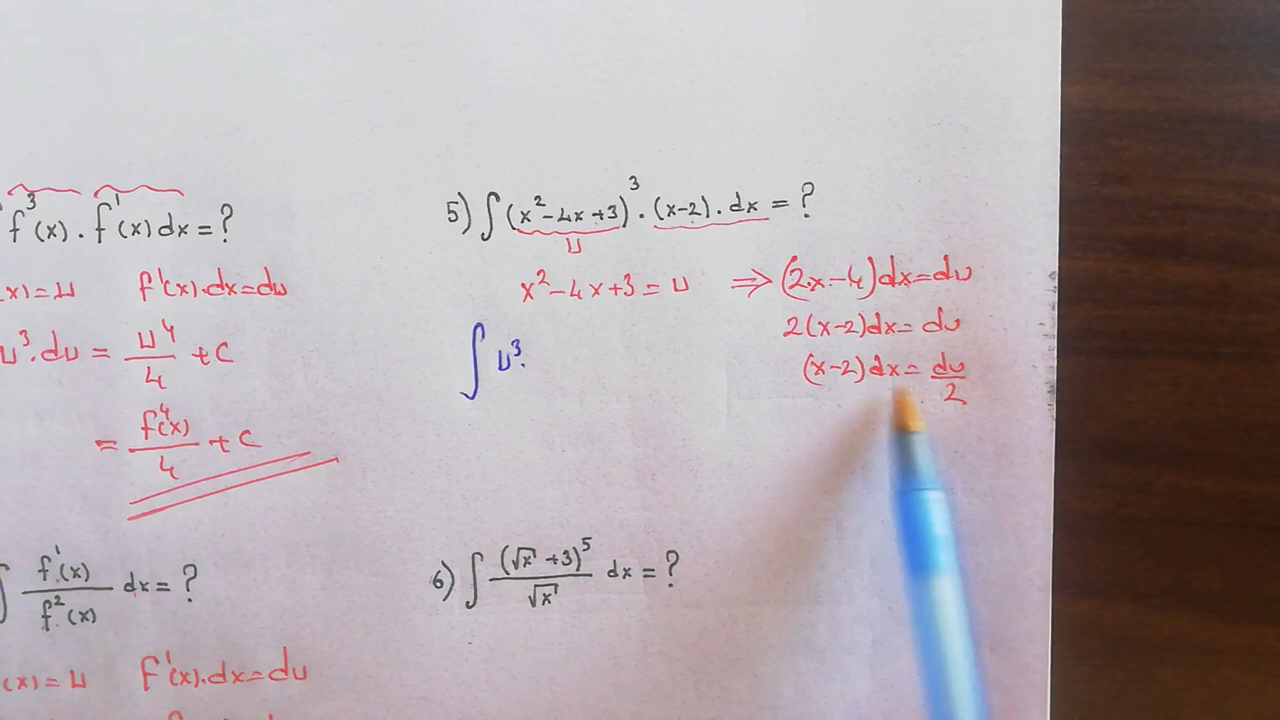 f³(x) . f'(x) dx = ?
x) = u f'(x).dx = du
u³.du = u⁴/4 + c
= f⁴(x)/4 + c
∫ f'(x)/f²(x) dx = ?
(x) = u f'(x).dx = du
5) ∫ (x² - 4x + 3)³ . (x-2) . dx = ?
u
x² - 4x + 3 = u ⇒ (2x-4)dx = du
2(x-2)dx = du
∫ u³.
(x-2)dx = du/2
6) ∫ (√x + 3)⁵/√x dx = ?